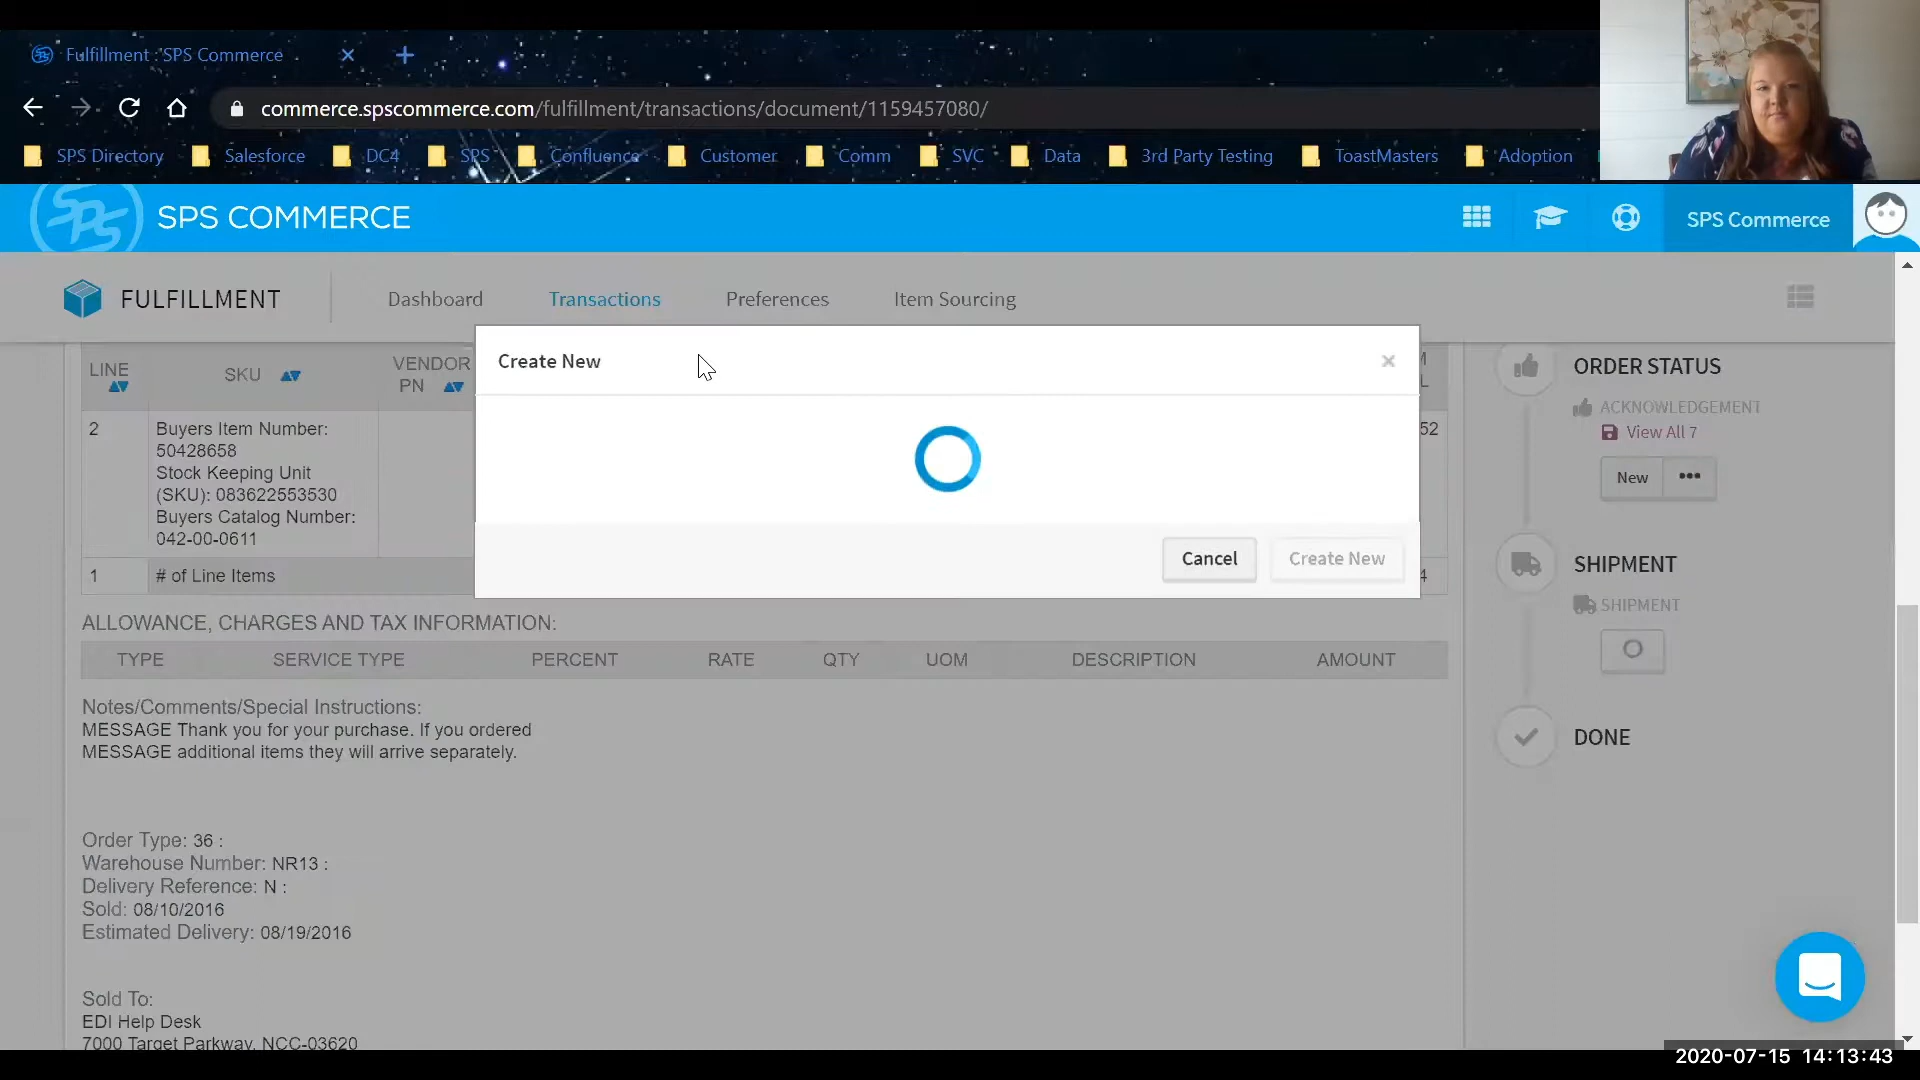 Fulfillment : SPS Commerce
commerce.spscommerce.com/fulfillment/transactions/document/1159457080/
SPS Directory
Salesforce
DC4
SPS
Confluence
Customer
Comm
SVC
Data
3rd Party Testing
ToastMasters
Adoption
SPS COMMERCE
SPS Commerce
FULFILLMENT
Dashboard
Transactions
Preferences
Item Sourcing
Create New
Cancel
Create New
LINE
SKU
VENDOR
PN
2
Buyers Item Number:
50428658
Stock Keeping Unit
(SKU): 083622553530
Buyers Catalog Number:
042-00-0611
52
1
# of Line Items
4
ALLOWANCE, CHARGES AND TAX INFORMATION:
TYPE
SERVICE TYPE
PERCENT
RATE
QTY
UOM
DESCRIPTION
AMOUNT
Notes/Comments/Special Instructions:
MESSAGE Thank you for your purchase. If you ordered
MESSAGE additional items they will arrive separately.
Order Type: 36 :
Warehouse Number: NR13 :
Delivery Reference: N :
Sold: 08/10/2016
Estimated Delivery: 08/19/2016
Sold To:
EDI Help Desk
7000 Target Parkway, NCC-03620
ORDER STATUS
ACKNOWLEDGEMENT
View All 7
New
SHIPMENT
SHIPMENT
DONE
2020-07-15 14:13:43